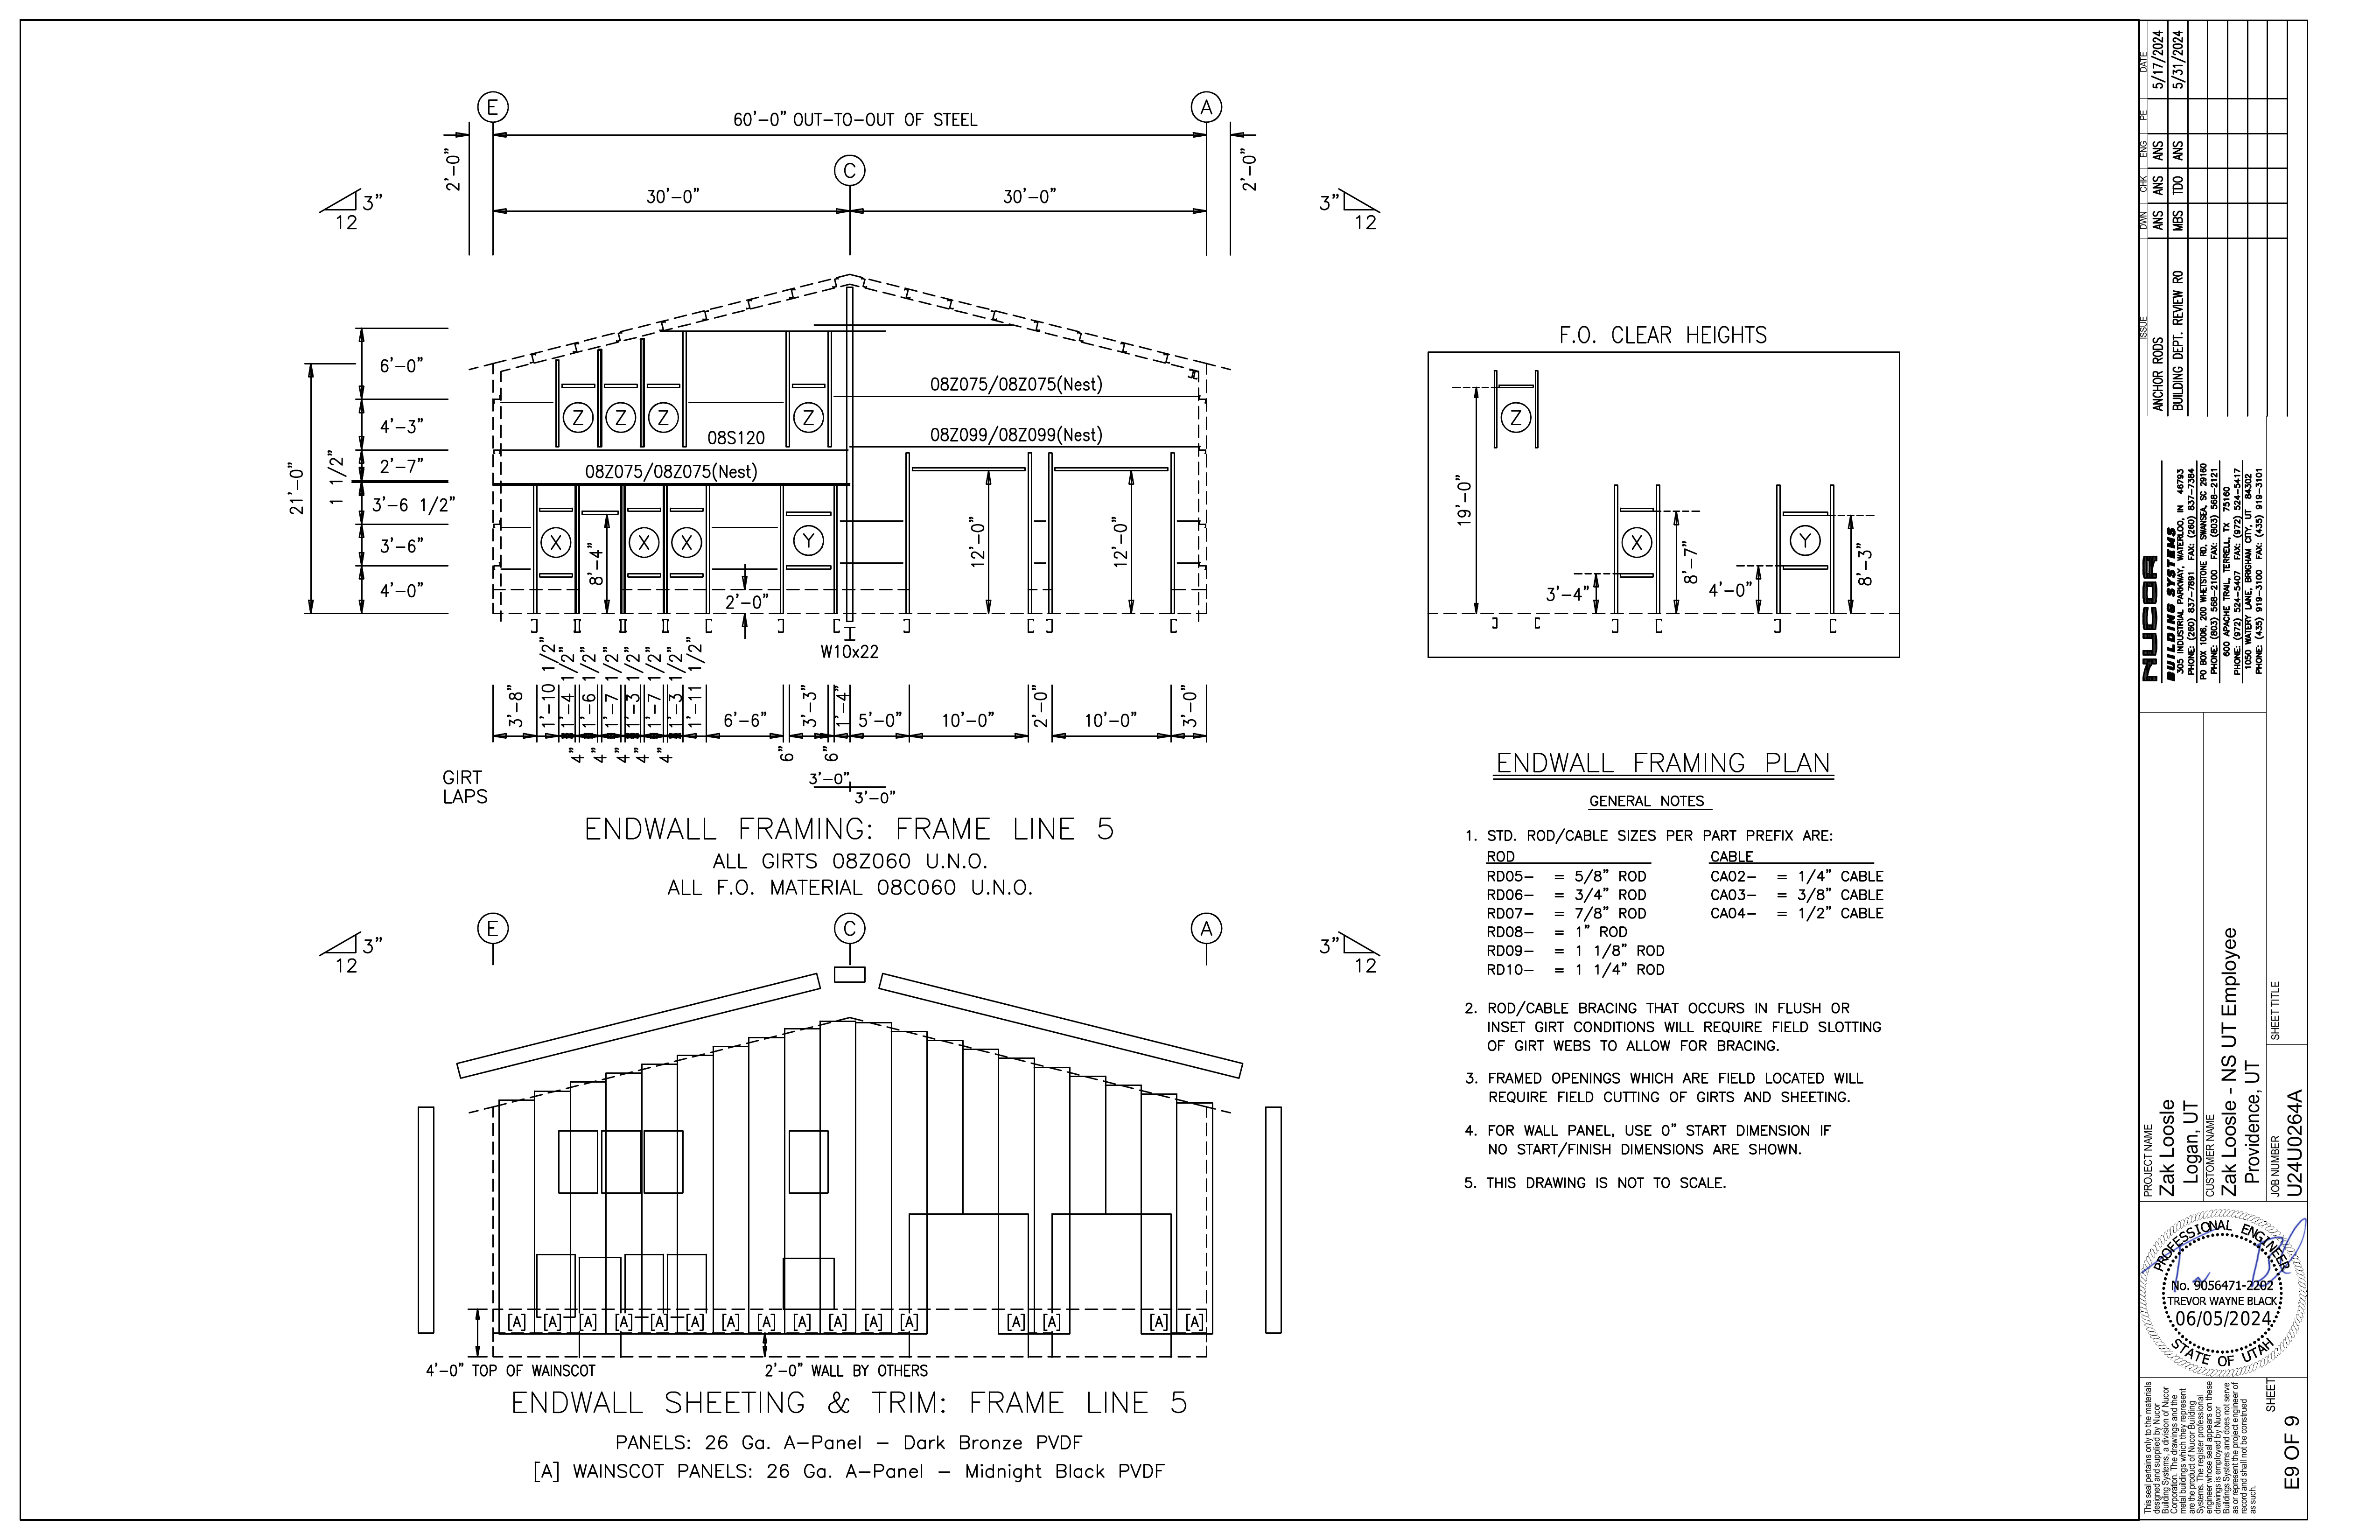 E
A
60'-0" OUT-TO-OUT OF STEEL
2'-0"
2'-0"
C
30'-0"
30'-0"
3"
12
3"
12
21'-0"
1 1/2"
6'-0"
4'-3"
2'-7"
3'-6 1/2"
3'-6"
4'-0"
Z
Z
Z
Z
08Z075/08Z075(Nest)
08S120
08Z099/08Z099(Nest)
08Z075/08Z075(Nest)
X
8'-4"
X
X
Y
2'-0"
12'-0"
12'-0"
W10x22
3'-8"
1'-10 1/2"
1'-4 1/2"
1'-6 1/2"
1'-7 1/2"
1'-3 1/2"
1'-7 1/2"
1'-3 1/2"
1'-11 1/2"
6'-6"
3'-3"
1'-4"
5'-0"
10'-0"
2'-0"
10'-0"
3'-0"
4"
4"
4"
4"
4"
6"
6"
GIRT
LAPS
3'-0"
3'-0"
ENDWALL FRAMING: FRAME LINE 5
ALL GIRTS 08Z060 U.N.O.
ALL F.O. MATERIAL 08C060 U.N.O.
F.O. CLEAR HEIGHTS
Z
19'-0"
X
3'-4"
8'-7"
Y
4'-0"
8'-3"
ENDWALL FRAMING PLAN
GENERAL NOTES
1. STD. ROD/CABLE SIZES PER PART PREFIX ARE:
ROD CABLE
RD05- = 5/8" ROD CA02- = 1/4" CABLE
RD06- = 3/4" ROD CA03- = 3/8" CABLE
RD07- = 7/8" ROD CA04- = 1/2" CABLE
RD08- = 1" ROD
RD09- = 1 1/8" ROD
RD10- = 1 1/4" ROD
2. ROD/CABLE BRACING THAT OCCURS IN FLUSH OR
INSET GIRT CONDITIONS WILL REQUIRE FIELD SLOTTING
OF GIRT WEBS TO ALLOW FOR BRACING.
3. FRAMED OPENINGS WHICH ARE FIELD LOCATED WILL
REQUIRE FIELD CUTTING OF GIRTS AND SHEETING.
4. FOR WALL PANEL, USE 0" START DIMENSION IF
NO START/FINISH DIMENSIONS ARE SHOWN.
5. THIS DRAWING IS NOT TO SCALE.
E
C
A
3"
12
3"
12
[A] [A] [A] [A] [A] [A] [A] [A] [A] [A] [A] [A] [A] [A] [A] [A]
4'-0" TOP OF WAINSCOT
2'-0" WALL BY OTHERS
ENDWALL SHEETING & TRIM: FRAME LINE 5
PANELS: 26 Ga. A-Panel - Dark Bronze PVDF
[A] WAINSCOT PANELS: 26 Ga. A-Panel - Midnight Black PVDF
ISSUE DWN CHK ENG PE DATE
ANCHOR RODS ANS ANS ANS 5/17/2024
BUILDING DEPT. REVIEW R0 MBS TDO ANS 5/31/2024
NUCOR
BUILDING SYSTEMS
305 INDUSTRIAL PARKWAY, WATERLOO, IN 46793
PHONE: (260) 837-7891 FAX: (260) 837-7384
PO BOX 1006, 200 WHETSTONE RD, SWANSEA, SC 29160
PHONE: (803) 568-2100 FAX: (803) 568-2121
600 APACHE TRAIL, TERRELL, TX 75160
PHONE: (972) 524-5407 FAX: (972) 524-5417
1050 WATERY LANE, BRIGHAM CITY, UT 84302
PHONE: (435) 919-3100 FAX: (435) 919-3101
PROJECT NAME
Zak Loosle
Logan, UT
CUSTOMER NAME
Zak Loosle - NS UT Employee
Providence, UT
SHEET TITLE
JOB NUMBER
U24U0264A
PROFESSIONAL ENGINEER
No. 9056471-2202
TREVOR WAYNE BLACK
06/05/2024
STATE OF UTAH
This seal pertains only to the materials
designed and supplied by Nucor
Building Systems, a division of Nucor
Corporation. The drawings and the
metal buildings which they represent
are the product of Nucor Building
Systems. The register professional
engineer whose seal appears on these
drawings is employed by Nucor
Buildings Systems and does not serve
as or represent the project engineer of
record and shall not be construed
as such.
SHEET
E9 OF 9